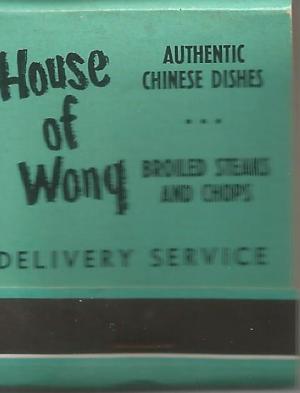 House
of
Wong
AUTHENTIC
CHINESE DISHES
...
BROILED STEAKS
AND CHOPS
DELIVERY SERVICE